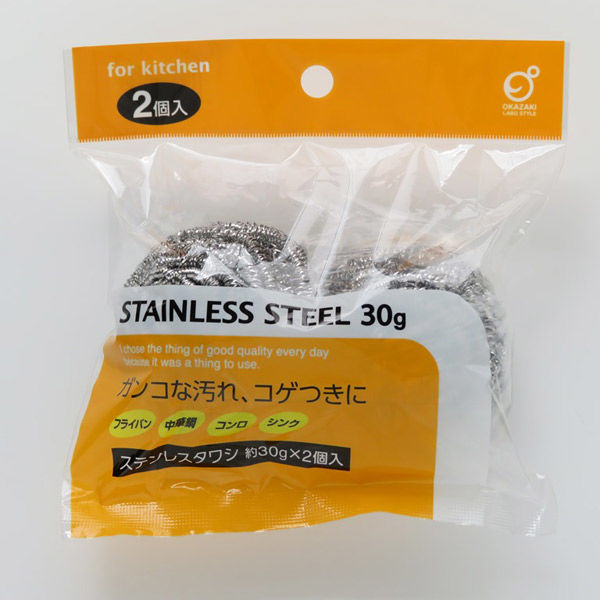 for kitchen
2個入
OKAZAKI
LABO STYLE
STAINLESS STEEL 30g
I chose the thing of good quality every day
because it was a thing to use.
ガンコな汚れ、コゲつきに
フライパン 中華鍋 コンロ シンク
ステンレスタワシ 約30g×2個入